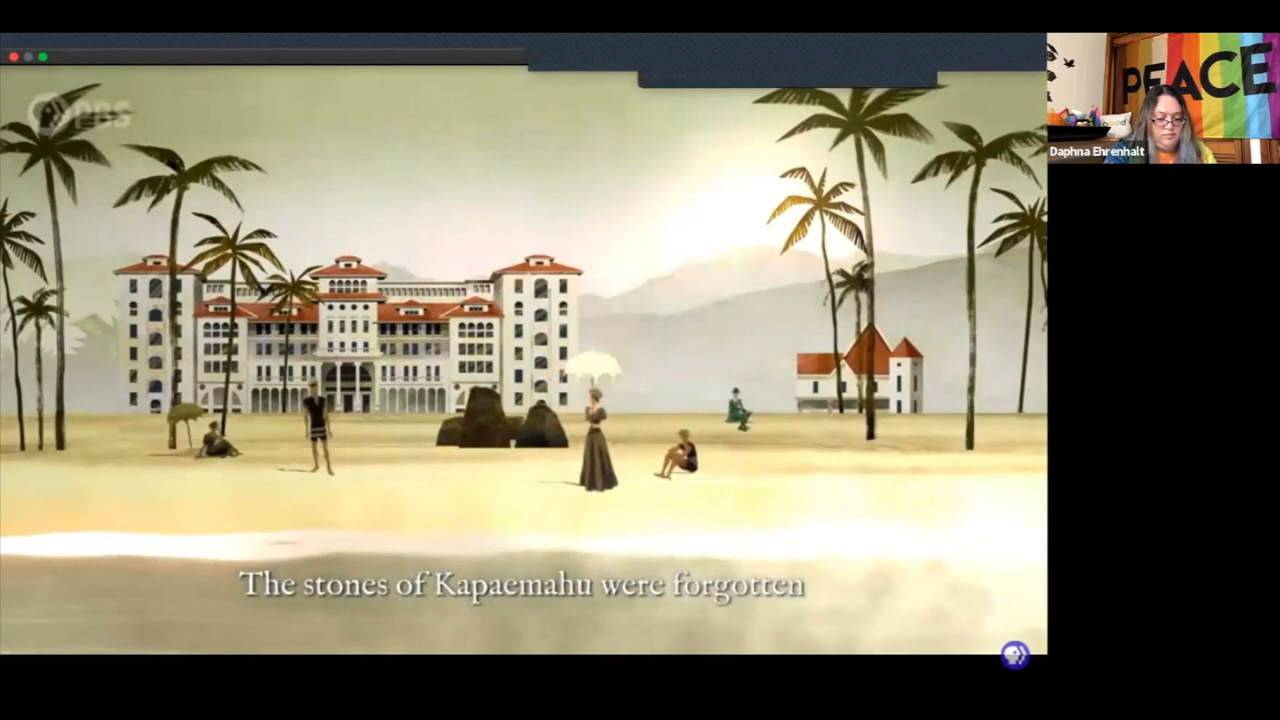 PBS
PEACE
Daphna Ehrenhalt
The stones of Kapaemahu were forgotten